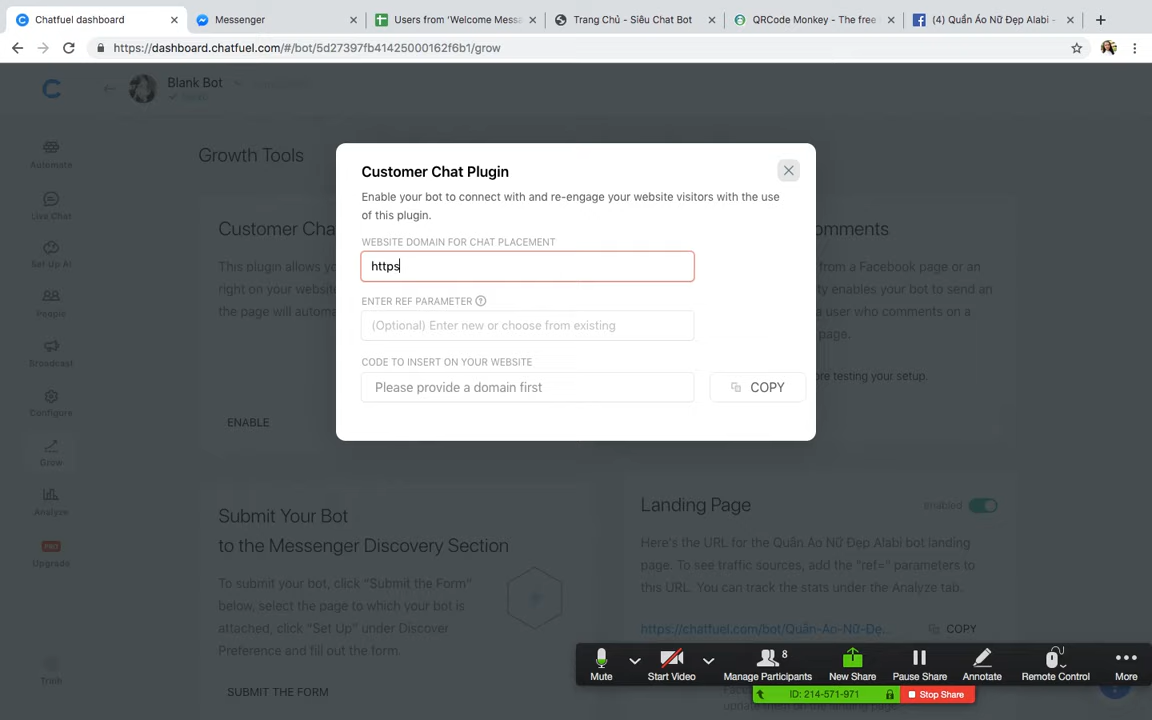 Chatfuel dashboard
Messenger
Users from 'Welcome Messa
Trang Chủ - Siêu Chat Bot
QRCode Monkey - The free
(4) Quần Áo Nữ Đẹp Alabi -
https://dashboard.chatfuel.com/#/bot/5d27397fb41425000162f6b1/grow
Blank Bot
Automate
Live Chat
Set Up AI
People
Broadcast
Configure
Grow
Analyze
PRO
Upgrade
Growth Tools
Customer Cha
This plugin allows yo
right on your website
the page will automa
ENABLE
omments
from a Facebook page or an
ty enables your bot to send an
a user who comments on a
page.
re testing your setup.
Customer Chat Plugin
Enable your bot to connect with and re-engage your website visitors with the use
of this plugin.
WEBSITE DOMAIN FOR CHAT PLACEMENT
https
ENTER REF PARAMETER ?
(Optional) Enter new or choose from existing
CODE TO INSERT ON YOUR WEBSITE
Please provide a domain first
COPY
Submit Your Bot
to the Messenger Discovery Section
To submit your bot, click "Submit the Form"
below, select the page to which your bot is
attached, click "Set Up" under Discover
Preference and fill out the form.
SUBMIT THE FORM
Landing Page
enabled
Here's the URL for the Quần Áo Nữ Đẹp Alabi bot landing
page. To see traffic sources, add the "ref=" parameters to
this URL. You can track the stats under the Analyze tab.
https://chatfuel.com/bot/Quần-Áo-Nữ-Đẹ...
COPY
Mute
Start Video
8
Manage Participants
New Share
Pause Share
Annotate
Remote Control
More
ID: 214-571-971
Stop Share